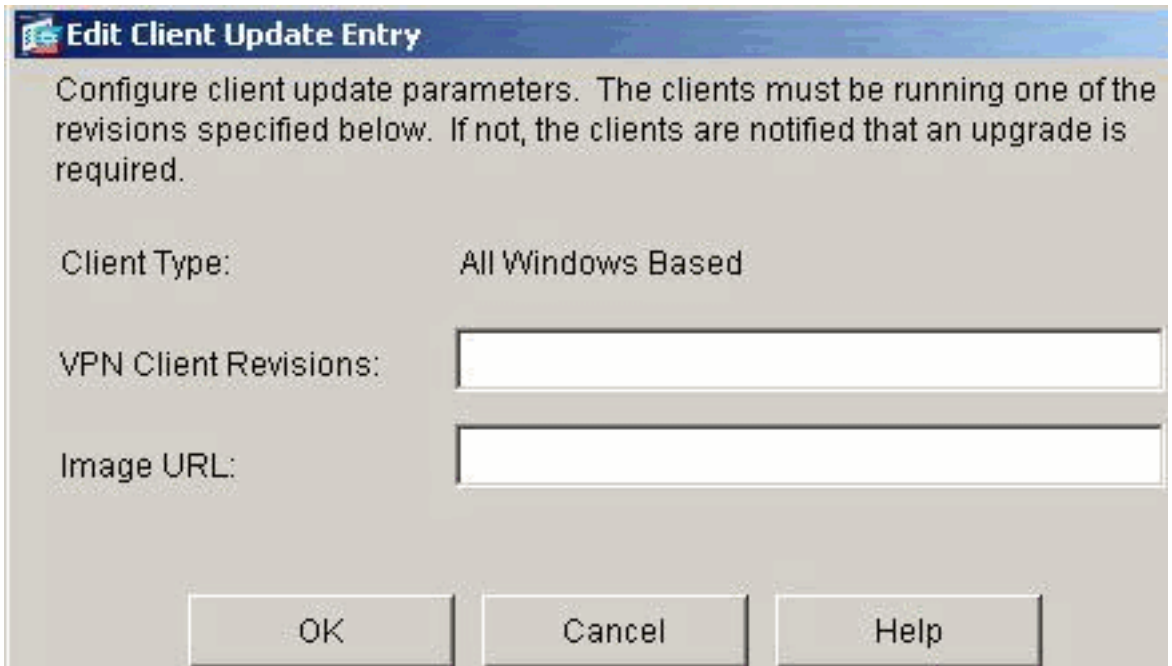 Edit Client Update Entry
Configure client update parameters. The clients must be running one of the
revisions specified below. If not, the clients are notified that an upgrade is
required.
Client Type: All Windows Based
VPN Client Revisions:
Image URL:
OK Cancel Help